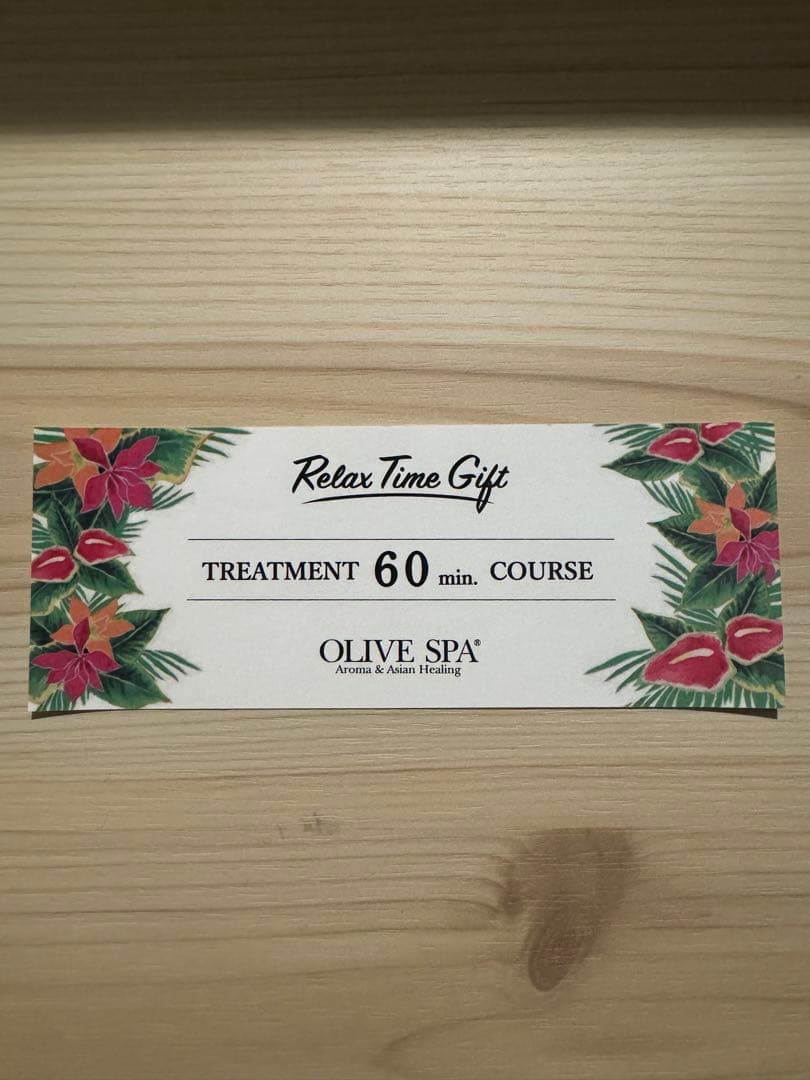 Relax Time Gift
TREATMENT 60 min. COURSE
OLIVE SPA®
Aroma & Asian Healing